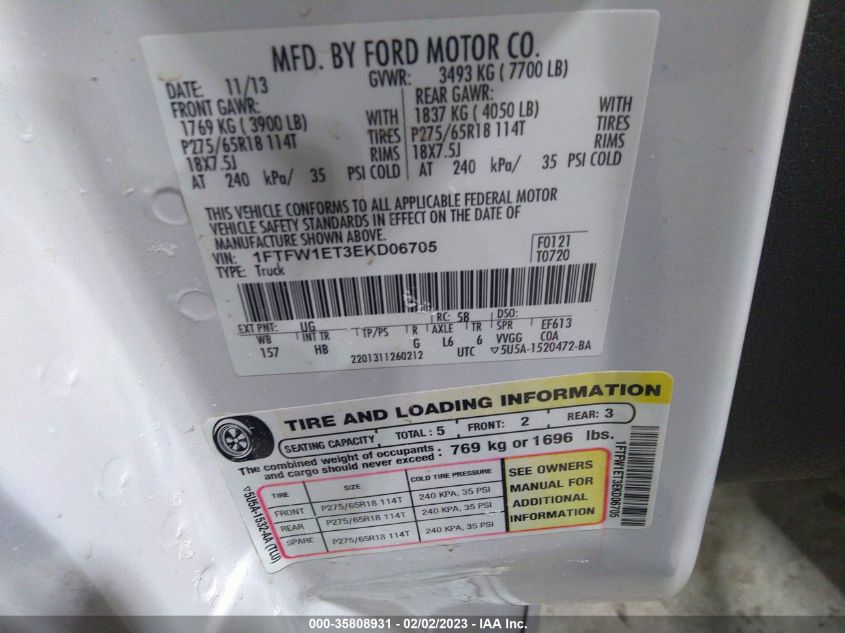 MFD. BY FORD MOTOR CO.
DATE: 11/13 GVWR: 3493 KG ( 7700 LB)
FRONT GAWR: REAR GAWR:
1769 KG ( 3900 LB) WITH 1837 KG ( 4050 LB) WITH
P275/65R18 114T TIRES P275/65R18 114T TIRES
18X7.5J RIMS 18X7.5J RIMS
AT 240 kPa/ 35 PSI COLD AT 240 kPa/ 35 PSI COLD
THIS VEHICLE CONFORMS TO ALL APPLICABLE FEDERAL MOTOR
VEHICLE SAFETY STANDARDS IN EFFECT ON THE DATE OF
MANUFACTURE SHOWN ABOVE.
VIN: 1FTFW1ET3EKD06705 F0121
TYPE: Truck T0720
EXT PNT: UG RC: 58 DSO:
WB INT TR TP/PS R AXLE TR SPR EF613
157 HB G L6 6 VVGG COA
2201311260212 UTC ▽5U5A-1520472-BA
TIRE AND LOADING INFORMATION
SEATING CAPACITY TOTAL : 5 FRONT: 2 REAR: 3
The combined weight of occupants and cargo should never exceed : 769 kg or 1696 lbs.
TIRE SIZE COLD TIRE PRESSURE
FRONT P275/65R18 114T 240 KPA, 35 PSI
REAR P275/65R18 114T 240 KPA, 35 PSI
SPARE P275/65R18 114T 240 KPA, 35 PSI
SEE OWNERS
MANUAL FOR
ADDITIONAL
INFORMATION
▽5U5A-1532-AA (TLU)
1FTFW1ET3EKD06705
000-35808931 - 02/02/2023 - IAA Inc.